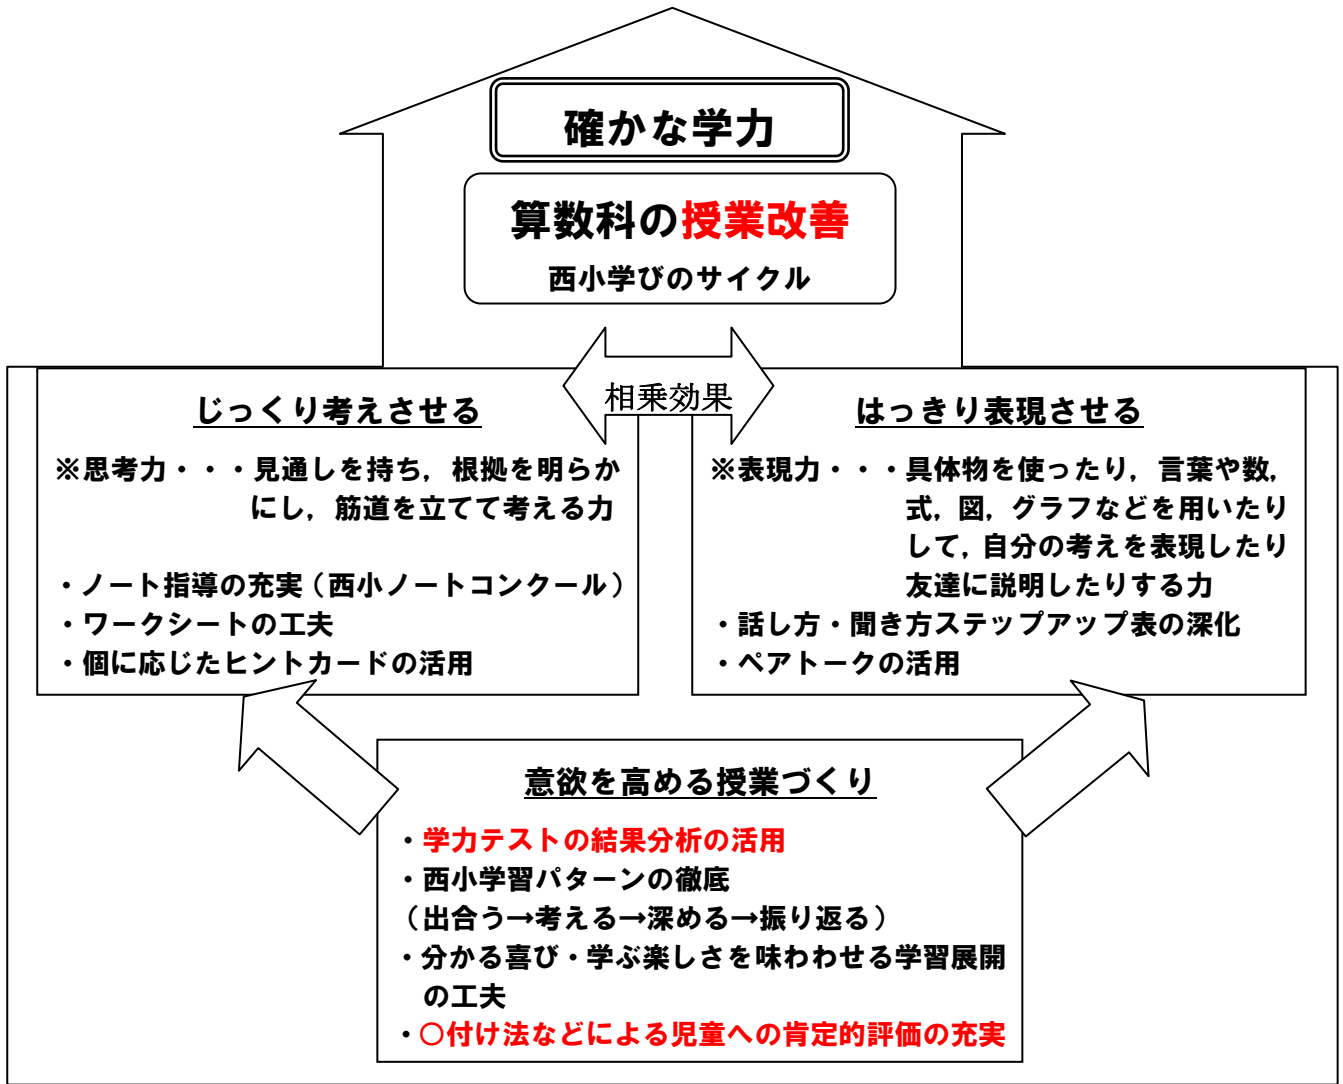 確かな学力
算数科の授業改善
西小学びのサイクル
相乗効果
じっくり考えさせる
※思考力・・・見通しを持ち，根拠を明らか
にし，筋道を立てて考える力
・ノート指導の充実（西小ノートコンクール）
・ワークシートの工夫
・個に応じたヒントカードの活用
はっきり表現させる
※表現力・・・具体物を使ったり，言葉や数，
式，図，グラフなどを用いたり
して，自分の考えを表現したり
友達に説明したりする力
・話し方・聞き方ステップアップ表の深化
・ペアトークの活用
意欲を高める授業づくり
・学力テストの結果分析の活用
・西小学習パターンの徹底
（出合う→考える→深める→振り返る）
・分かる喜び・学ぶ楽しさを味わわせる学習展開
の工夫
・○付け法などによる児童への肯定的評価の充実